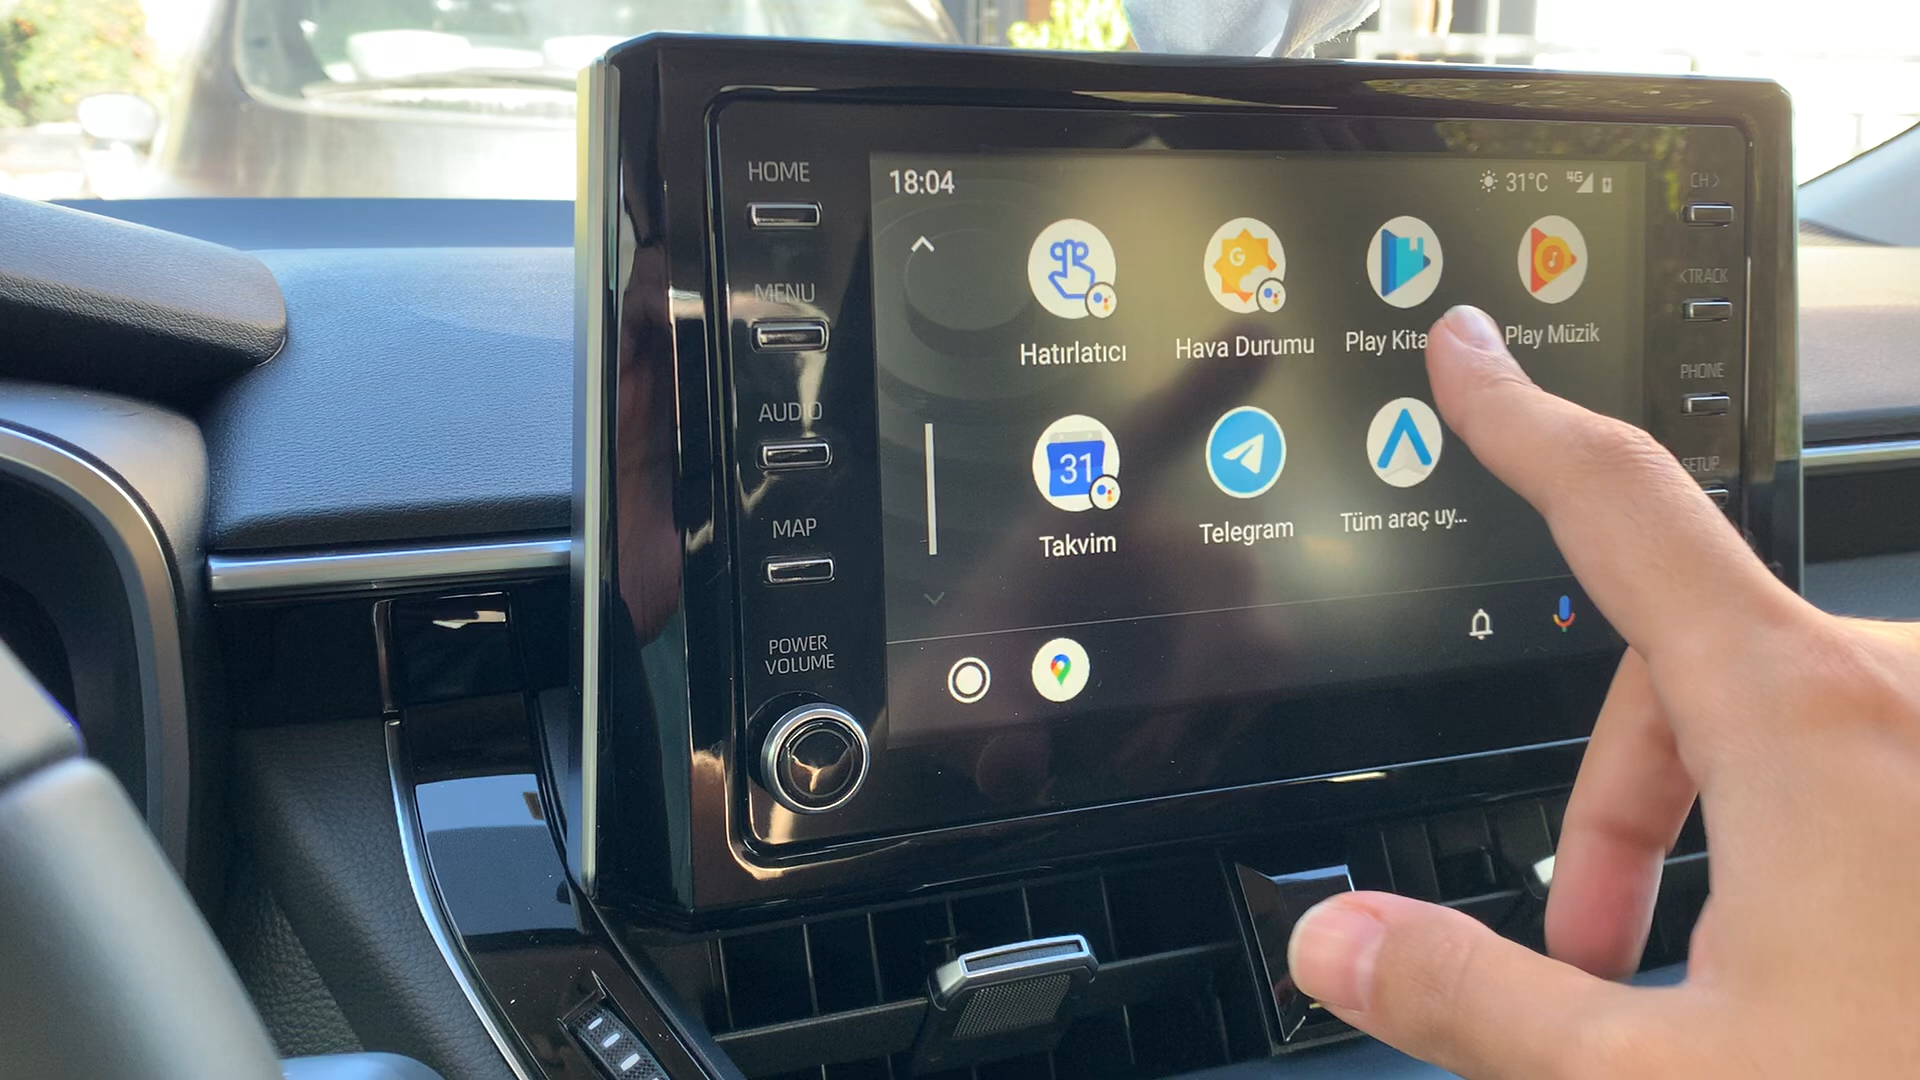 HOME
MENU
AUDIO
MAP
POWER
VOLUME
18:04
31°C 4G
Hatırlatıcı
G
Hava Durumu
Play Kita
Play Müzik
31
Takvim
Telegram
Tüm araç uy...
CH >
< TRACK
PHONE
SETUP